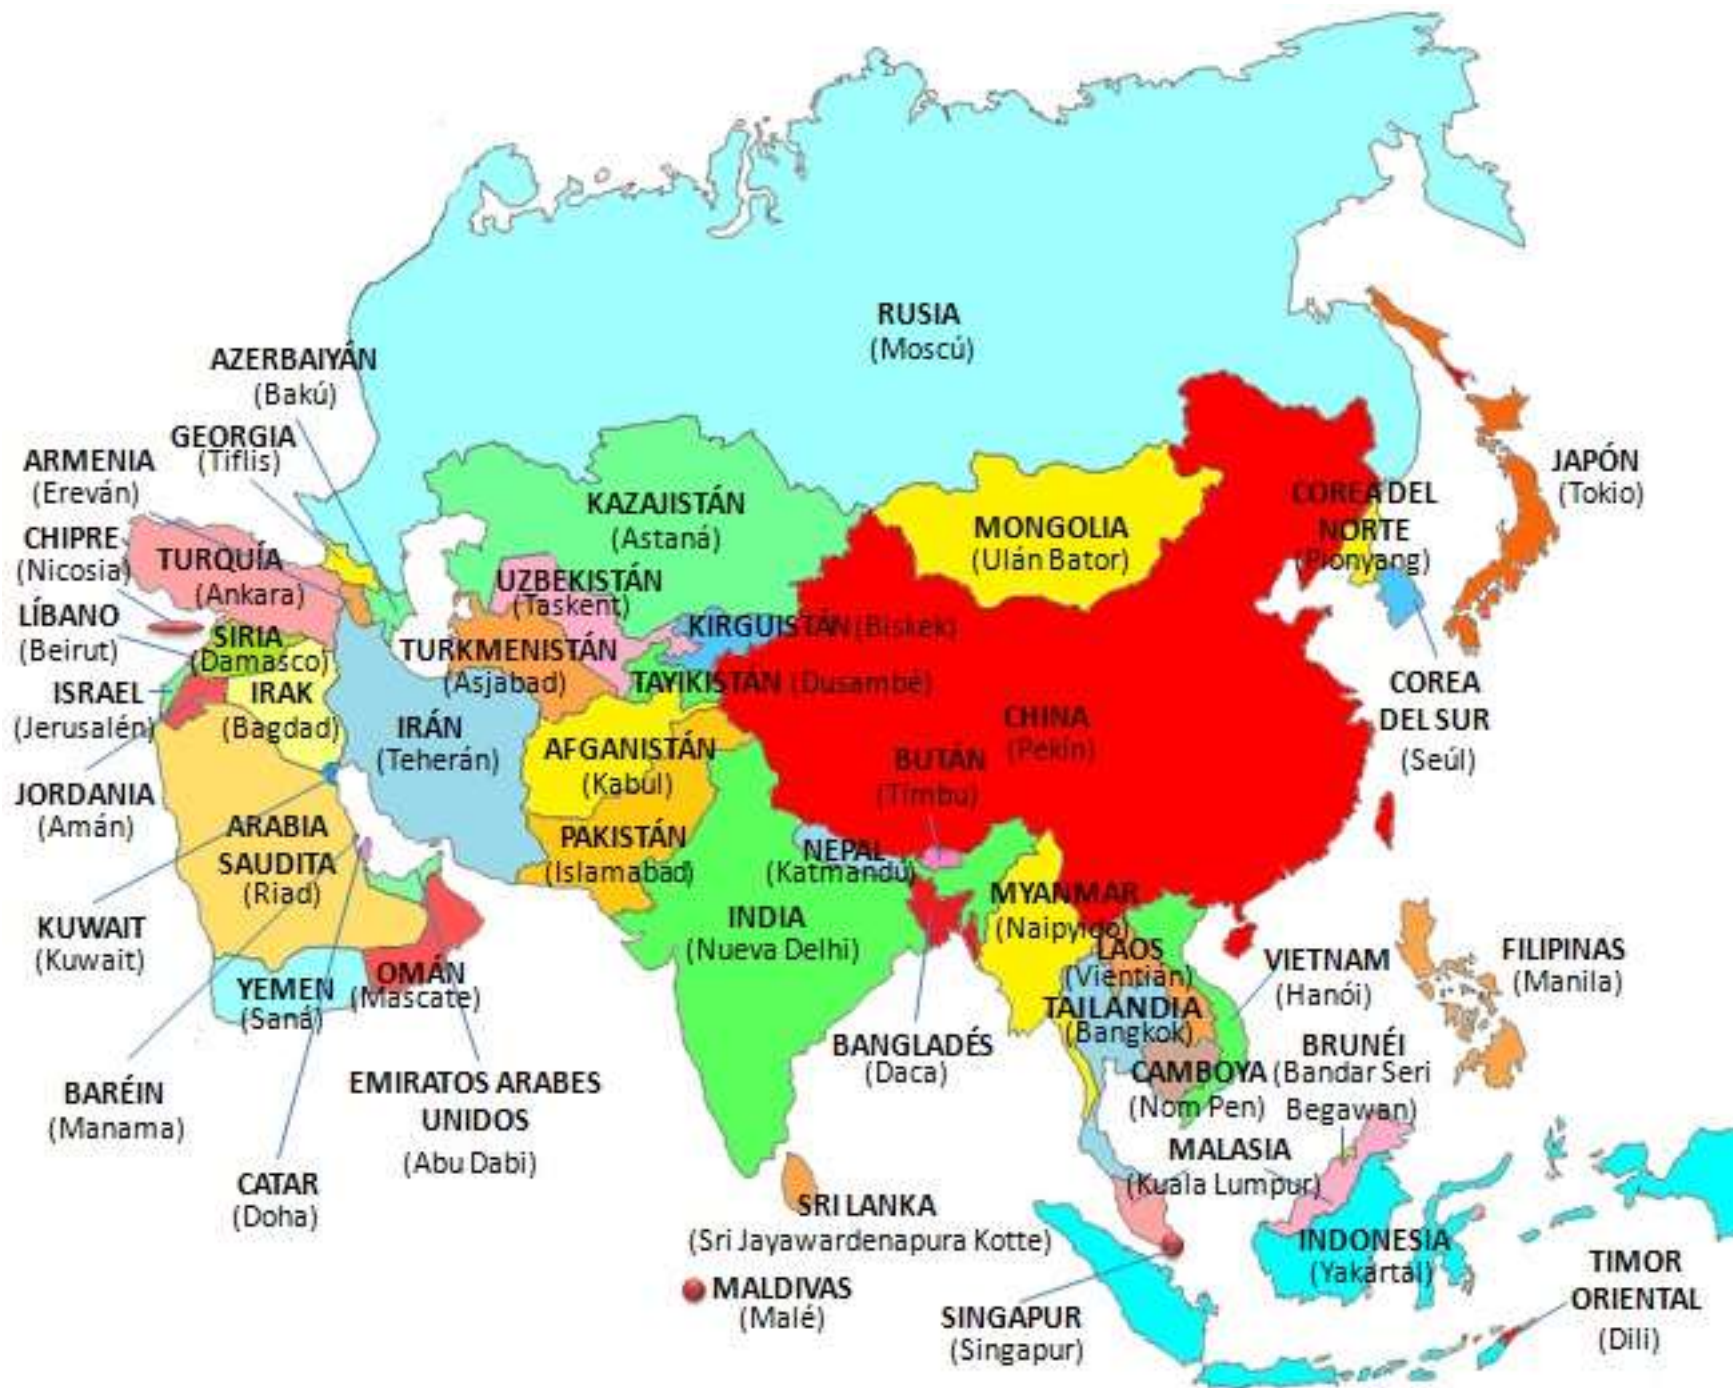 RUSIA
(Moscú)
AZERBAIYÁN
(Bakú)
GEORGIA
(Tiflis)
ARMENIA
(Ereván)
CHIPRE
(Nicosia)
TURQUÍA
(Ankara)
LÍBANO
(Beirut)
SIRIA
(Damasco)
ISRAEL
(Jerusalén)
IRAK
(Bagdad)
JORDANIA
(Amán)
KAZAJISTÁN
(Astaná)
UZBEKISTÁN
(Taskent)
TURKMENISTÁN
(Asjabad)
KIRGUISTÁN (Biskek)
TAYIKISTÁN (Dusambé)
MONGOLIA
(Ulán Bator)
COREA DEL
NORTE
(Pionyang)
JAPÓN
(Tokio)
COREA
DEL SUR
(Seúl)
CHINA
(Pekín)
IRÁN
(Teherán)
AFGANISTÁN
(Kabul)
BUTÁN
(Timbu)
ARABIA
SAUDITA
(Riad)
PAKISTÁN
(Islamabad)
NEPAL
(Katmandú)
KUWAIT
(Kuwait)
INDIA
(Nueva Delhi)
MYANMAR
(Naipyido)
LAOS
(Vientián)
VIETNAM
(Hanói)
FILIPINAS
(Manila)
YEMEN
(Saná)
OMÁN
(Mascate)
TAILANDIA
(Bangkok)
BANGLADÉS
(Daca)
CAMBOYA
(Nom Pen)
BRUNÉI
(Bandar Seri
Begawan)
BARÉIN
(Manama)
EMIRATOS ARABES
UNIDOS
(Abu Dabi)
CATAR
(Doha)
MALASIA
(Kuala Lumpur)
SRI LANKA
(Sri Jayawardenapura Kotte)
MALDIVAS
(Malé)
SINGAPUR
(Singapur)
INDONESIA
(Yakártal)
TIMOR
ORIENTAL
(Dili)